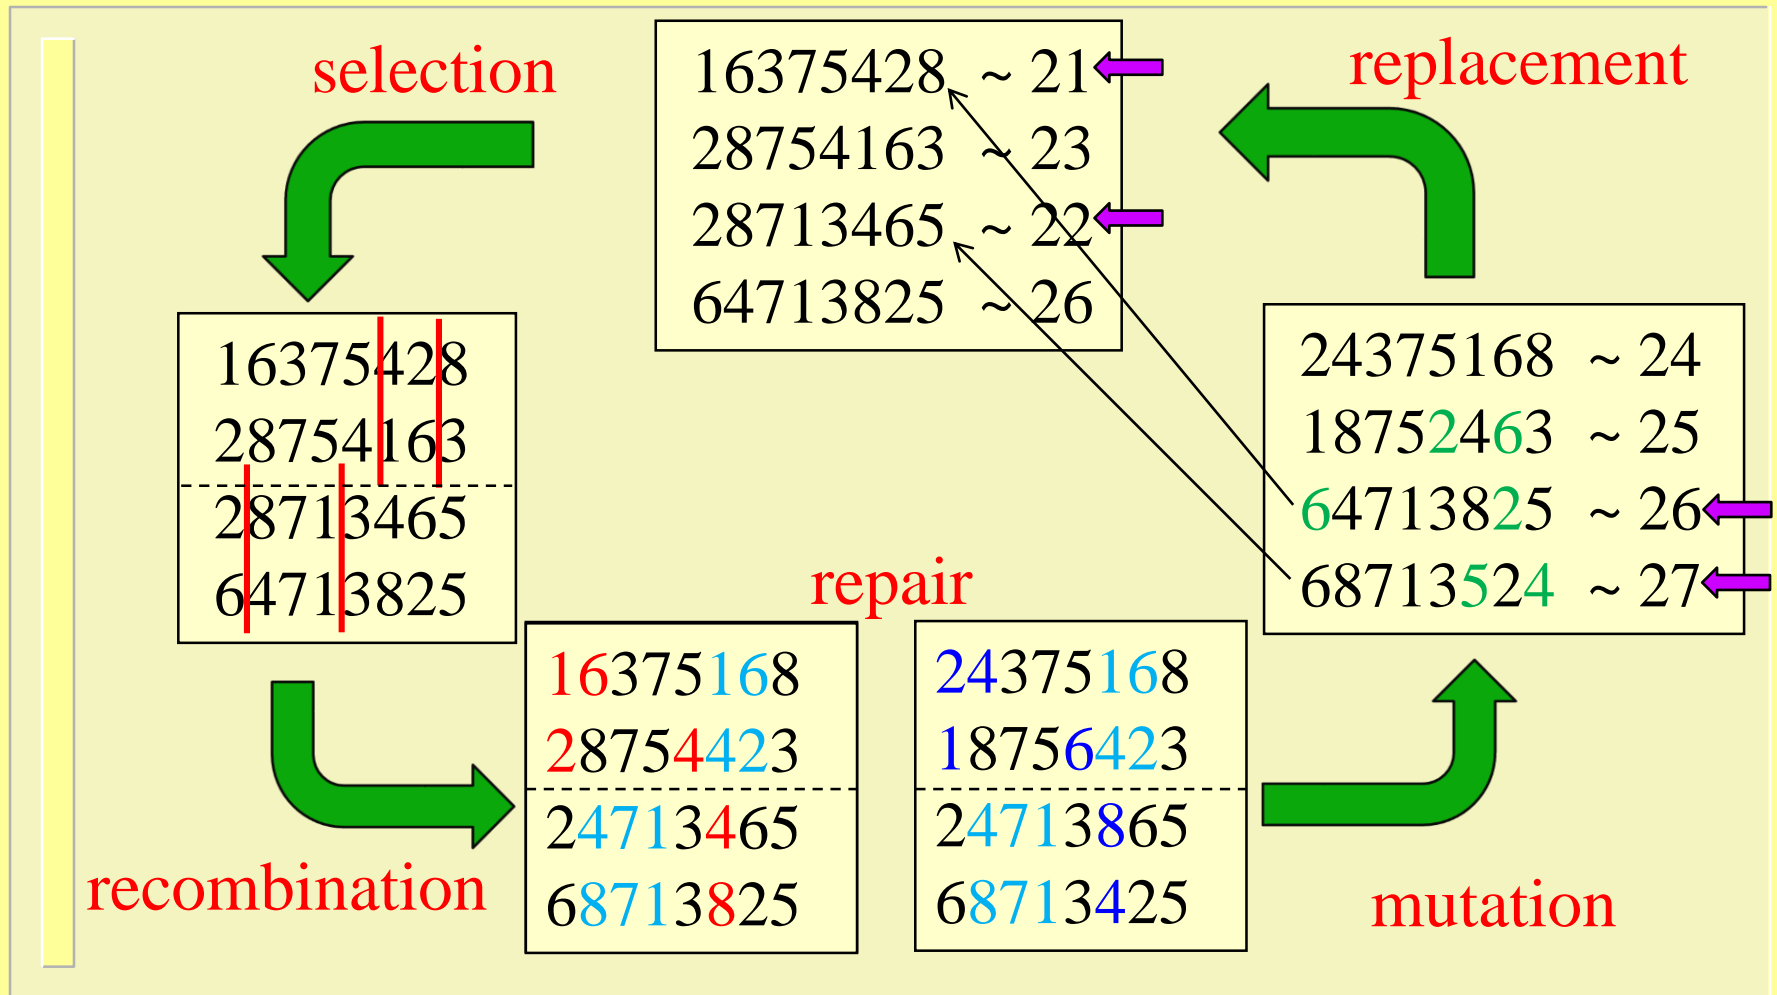 selection
replacement
16375428 ~ 21
28754163 ~ 23
28713465 ~ 22
64713825 ~ 26
16375428
28754163
28713465
64713825
24375168 ~ 24
18752463 ~ 25
64713825 ~ 26
68713524 ~ 27
repair
16375168
28754423
24713465
68713825
24375168
18756423
24713865
68713425
recombination
mutation